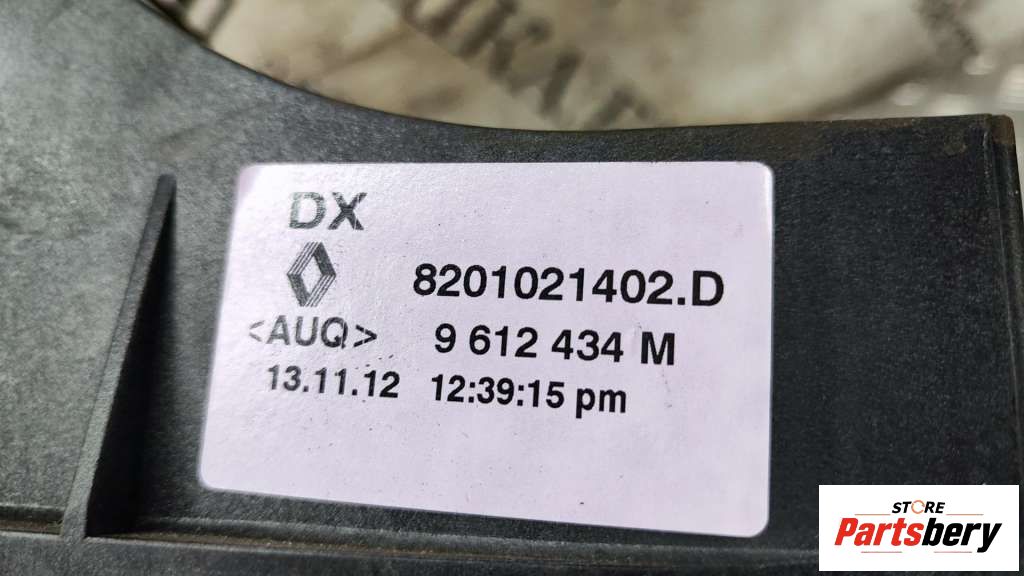 DX
8201021402.D
<AUQ> 9 612 434 M
13.11.12 12:39:15 pm
STORE
Partsbery